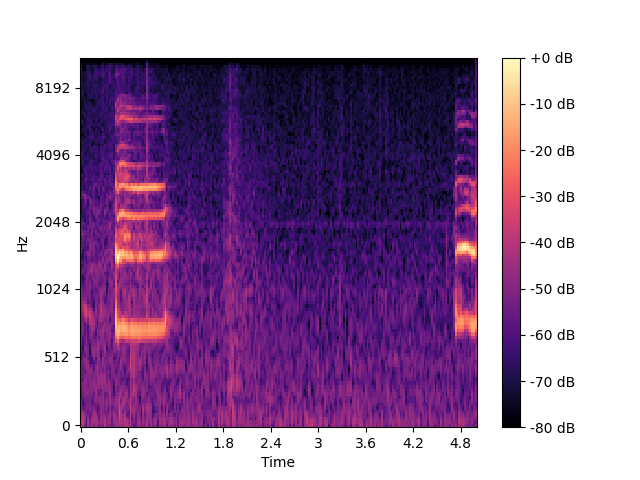 +0 dB
8192
-10 dB
4096
-20 dB
-30 dB
2048
Hz
-40 dB
1024
-50 dB
512
-60 dB
-70 dB
0
-80 dB
0 0.6 1.2 1.8 2.4 3 3.6 4.2 4.8
Time